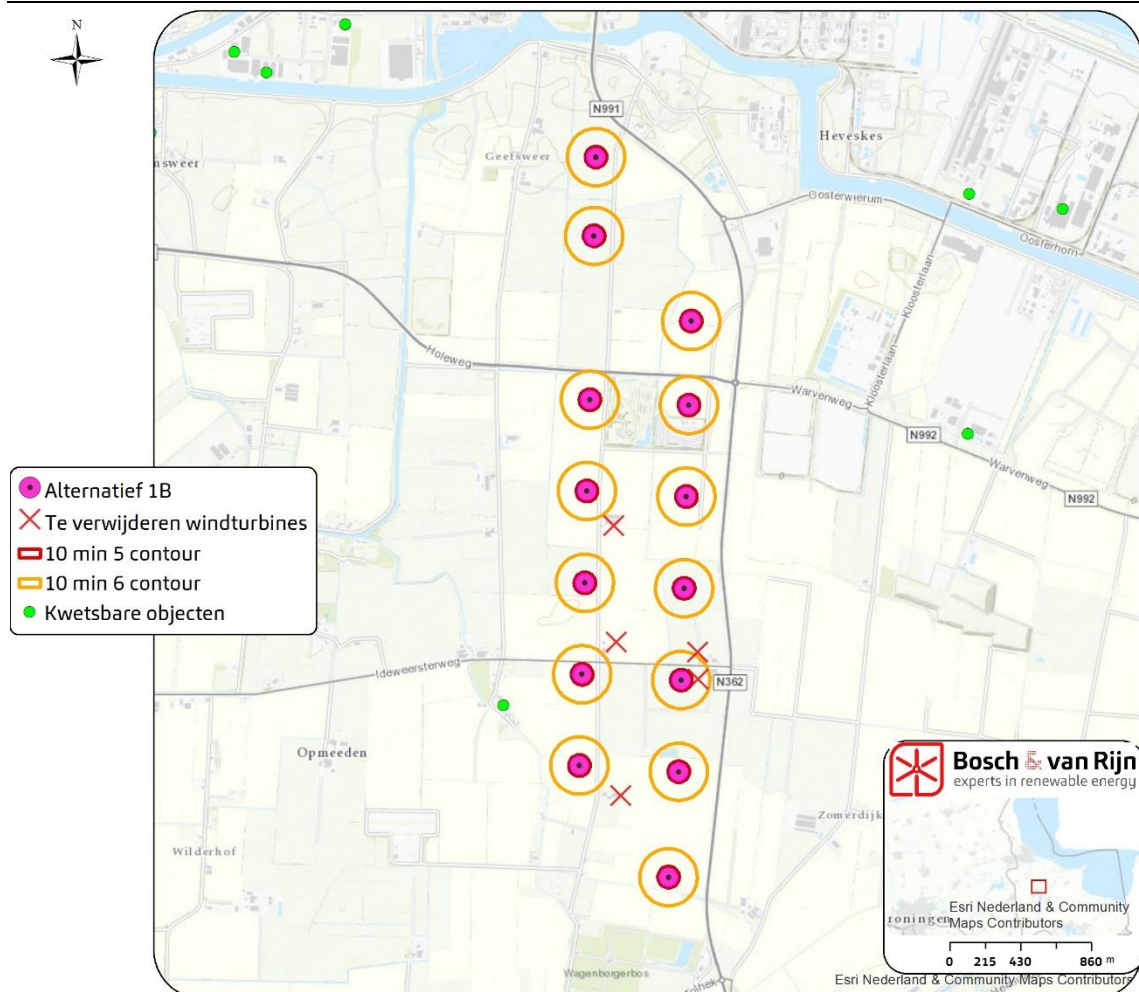 N
N991
Heveskes
Geefsweer
Oosterwierum
Oosterhorn
Kloosterlaan
Holeweg
Warvenweg
Kloosterlaan
N992
Warvenweg
N992
Alternatief 1B
Te verwijderen windturbines
10 min 5 contour
10 min 6 contour
Kwetsbare objecten
Ideweersterweg
N362
Opmeeden
Bosch & van Rijn
experts in renewable energy
Zomerdijk
Wilderhof
Esri Nederland & Community
Maps Contributors
roningen
0 215 430 860 m
Wagenborgerbos
Esri Nederland & Community Maps Contributors